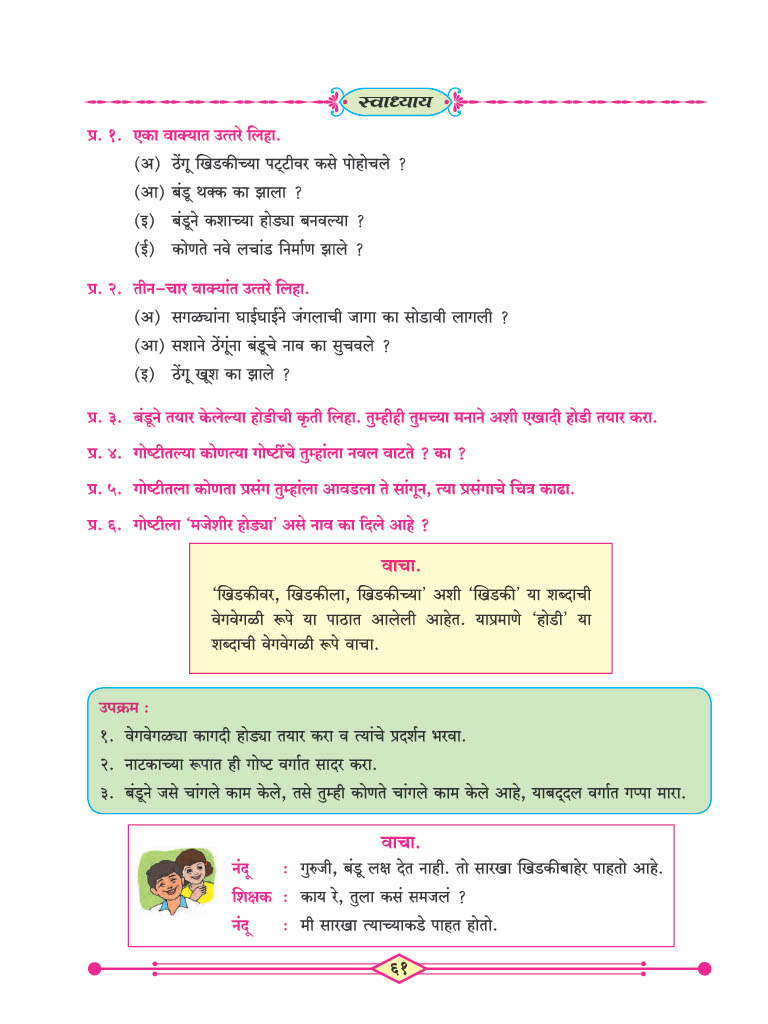 स्वाध्याय
प्र. १. एका वाक्यात उत्तरे लिहा.
(अ) ठेंगू खिडकीच्या पट्टीवर कसे पोहोचले ?
(आ) बंडू थक्क का झाला ?
(इ) बंडूने कशाच्या होड्या बनवल्या ?
(ई) कोणते नवे लचांड निर्माण झाले ?
प्र. २. तीन-चार वाक्यांत उत्तरे लिहा.
(अ) सगळ्यांना घाईघाईने जंगलाची जागा का सोडावी लागली ?
(आ) सशाने ठेंगूंना बंडूचे नाव का सुचवले ?
(इ) ठेंगू खूश का झाले ?
प्र. ३. बंडूने तयार केलेल्या होडीची कृती लिहा. तुम्हीही तुमच्या मनाने अशी एखादी होडी तयार करा.
प्र. ४. गोष्टीतल्या कोणत्या गोष्टींचे तुम्हांला नवल वाटते ? का ?
प्र. ५. गोष्टीतला कोणता प्रसंग तुम्हांला आवडला ते सांगून, त्या प्रसंगाचे चित्र काढा.
प्र. ६. गोष्टीला ‘मजेशीर होड्या’ असे नाव का दिले आहे ?
वाचा.
‘खिडकीवर, खिडकीला, खिडकीच्या’ अशी ‘खिडकी’ या शब्दाची
वेगवेगळी रूपे या पाठात आलेली आहेत. याप्रमाणे ‘होडी’ या
शब्दाची वेगवेगळी रूपे वाचा.
उपक्रम :
१. वेगवेगळ्या कागदी होड्या तयार करा व त्यांचे प्रदर्शन भरवा.
२. नाटकाच्या रूपात ही गोष्ट वर्गात सादर करा.
३. बंडूने जसे चांगले काम केले, तसे तुम्ही कोणते चांगले काम केले आहे, याबद्दल वर्गात गप्पा मारा.
वाचा.
नंदू : गुरुजी, बंडू लक्ष देत नाही. तो सारखा खिडकीबाहेर पाहतो आहे.
शिक्षक : काय रे, तुला कसं समजलं ?
नंदू : मी सारखा त्याच्याकडे पाहत होतो.
६१